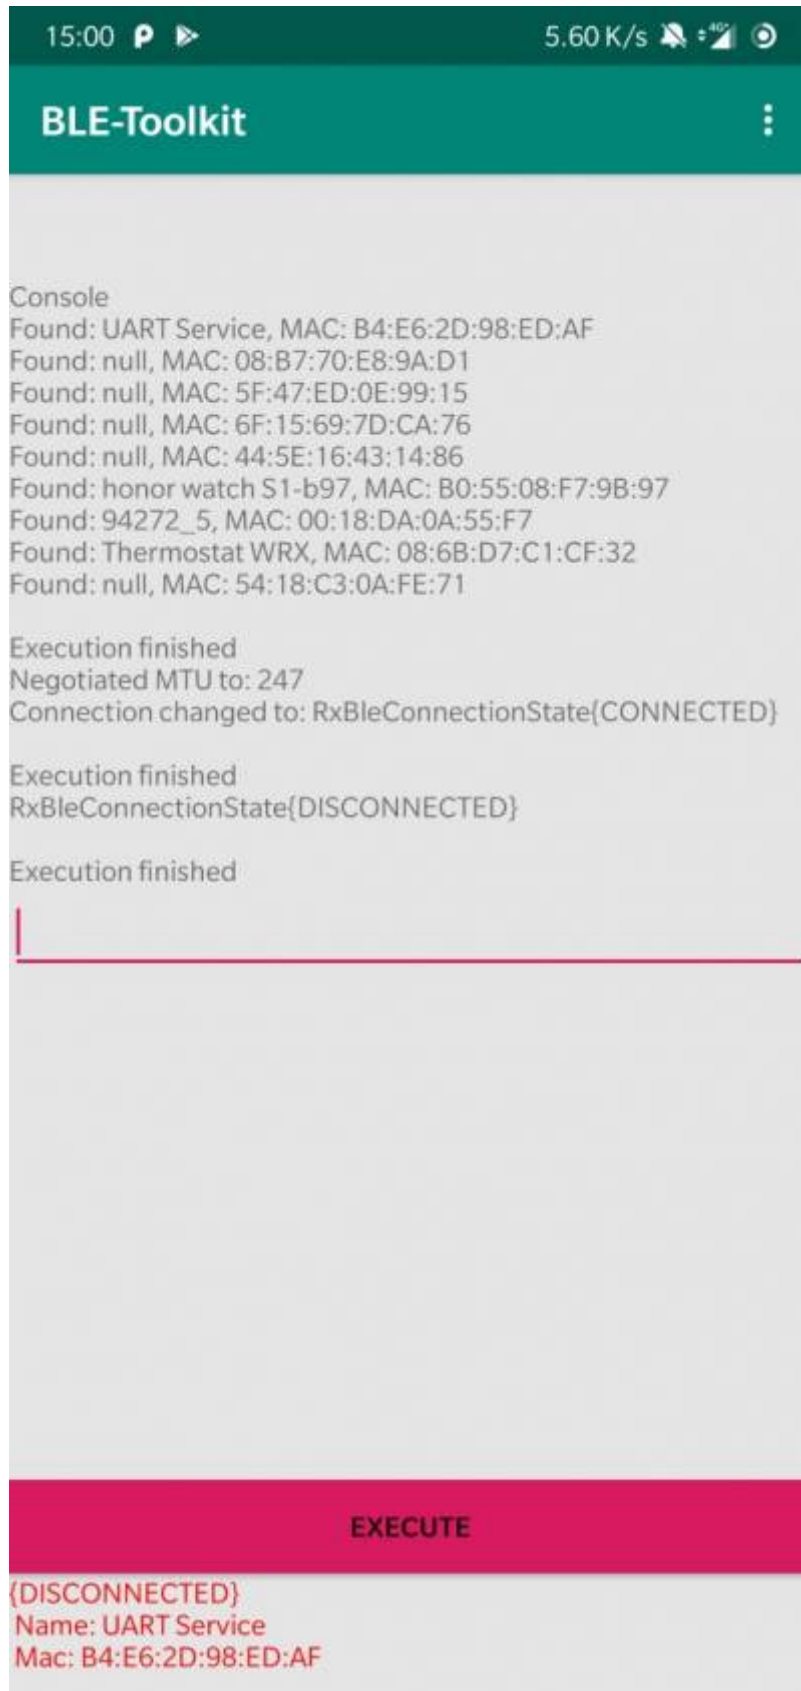 15:00 5.60 K/s 4G+
BLE-Toolkit
Console
Found: UART Service, MAC: B4:E6:2D:98:ED:AF
Found: null, MAC: 08:B7:70:E8:9A:D1
Found: null, MAC: 5F:47:ED:0E:99:15
Found: null, MAC: 6F:15:69:7D:CA:76
Found: null, MAC: 44:5E:16:43:14:86
Found: honor watch S1-b97, MAC: B0:55:08:F7:9B:97
Found: 94272_5, MAC: 00:18:DA:0A:55:F7
Found: Thermostat WRX, MAC: 08:6B:D7:C1:CF:32
Found: null, MAC: 54:18:C3:0A:FE:71
Execution finished
Negotiated MTU to: 247
Connection changed to: RxBleConnectionState{CONNECTED}
Execution finished
RxBleConnectionState{DISCONNECTED}
Execution finished
EXECUTE
{DISCONNECTED}
Name: UART Service
Mac: B4:E6:2D:98:ED:AF